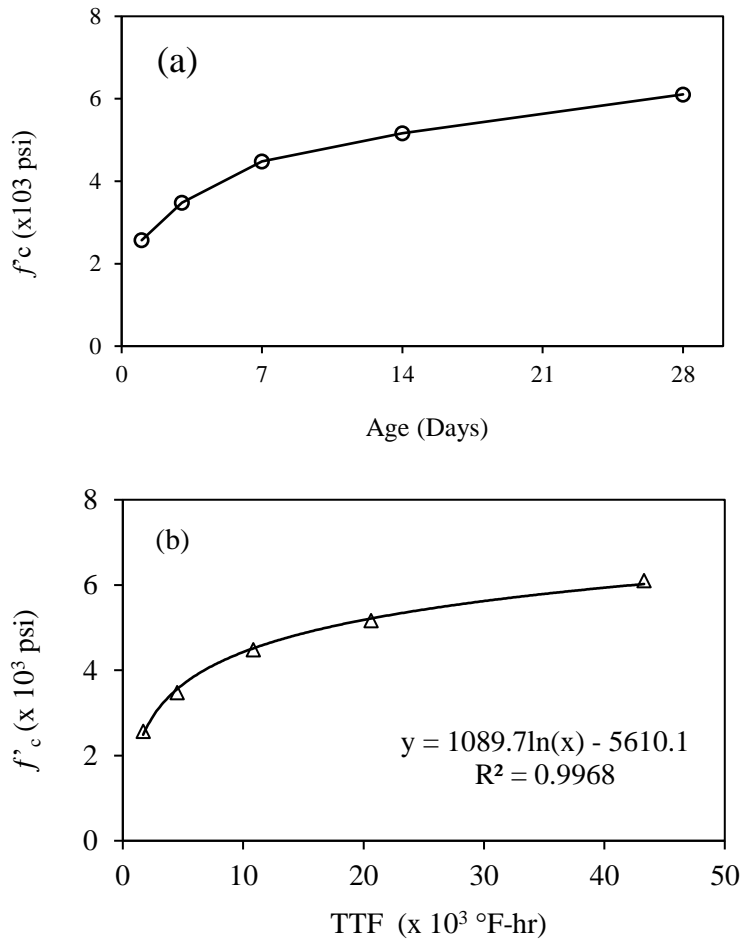 8
(a)
6
4
2
0
f'c (x103 psi)
0 7 14 21 28
Age (Days)
8
(b)
6
4
2
0
f'c (x 10³ psi)
y = 1089.7ln(x) - 5610.1
R² = 0.9968
0 10 20 30 40 50
TTF (x 10³ °F-hr)